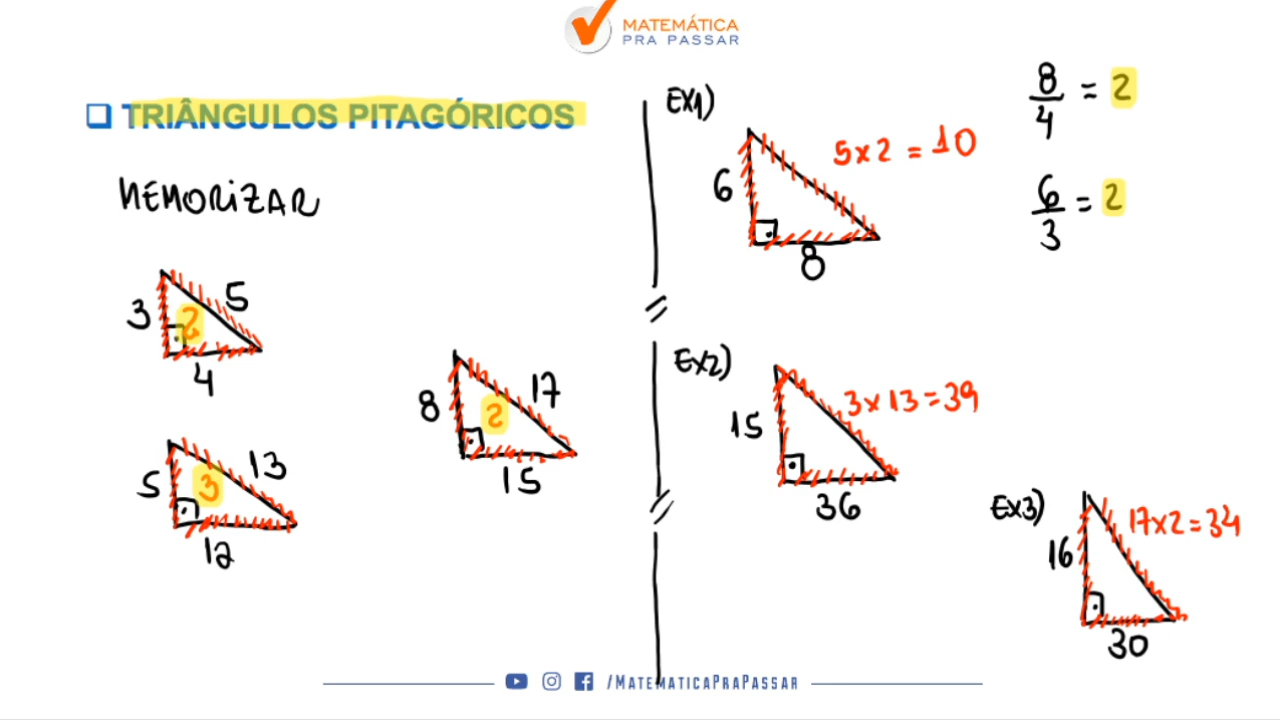 MATEMÁTICA
PRA PASSAR
TRIÂNGULOS PITAGÓRICOS
MEMORIZAR
3
5
2
4
5
13
3
12
8
17
2
15
EX1)
6
5x2 = 10
8
8/4 = 2
6/3 = 2
EX2)
15
3x13=39
36
EX3)
16
17x2=34
30
/MATEMATICAPRAPASSAR